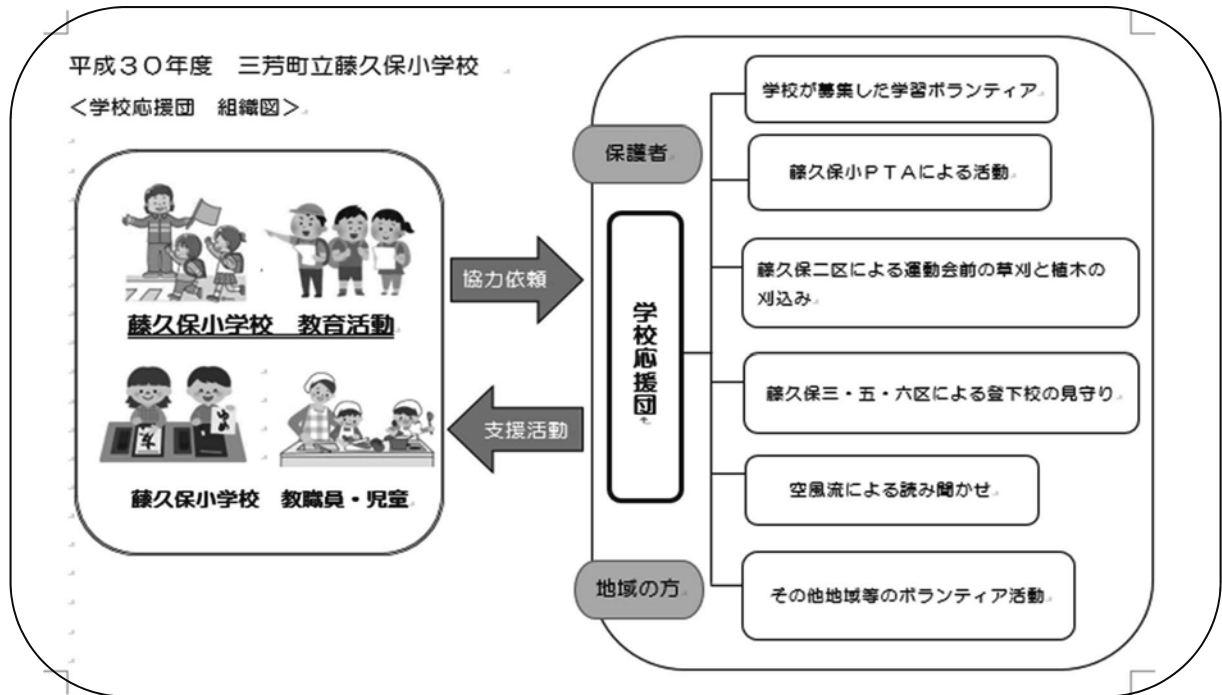 平成３０年度　三芳町立藤久保小学校
＜学校応援団　組織図＞
藤久保小学校　教育活動
藤久保小学校　教職員・児童
協力依頼
支援活動
保護者
学校応援団
地域の方
学校が募集した学習ボランティア
藤久保小ＰＴＡによる活動
藤久保二区による運動会前の草刈と植木の
刈込み
藤久保三・五・六区による登下校の見守り
空風流による読み聞かせ
その他地域等のボランティア活動